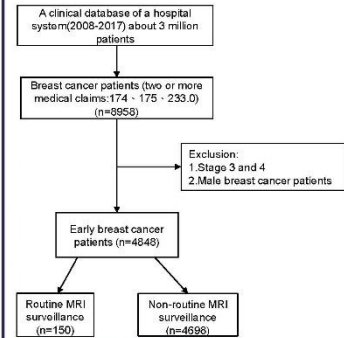 A clinical database of a hospital
system(2008-2017) about 3 million
patients
Breast cancer patients (two or more
medical claims:174、175、233.0)
(n=8958)
Exclusion:
1.Stage 3 and 4
2.Male breast cancer patients
Early breast cancer
patients (n=4848)
Routine MRI
surveillance
(n=150)
Non-routine MRI
surveillance
(n=4698)